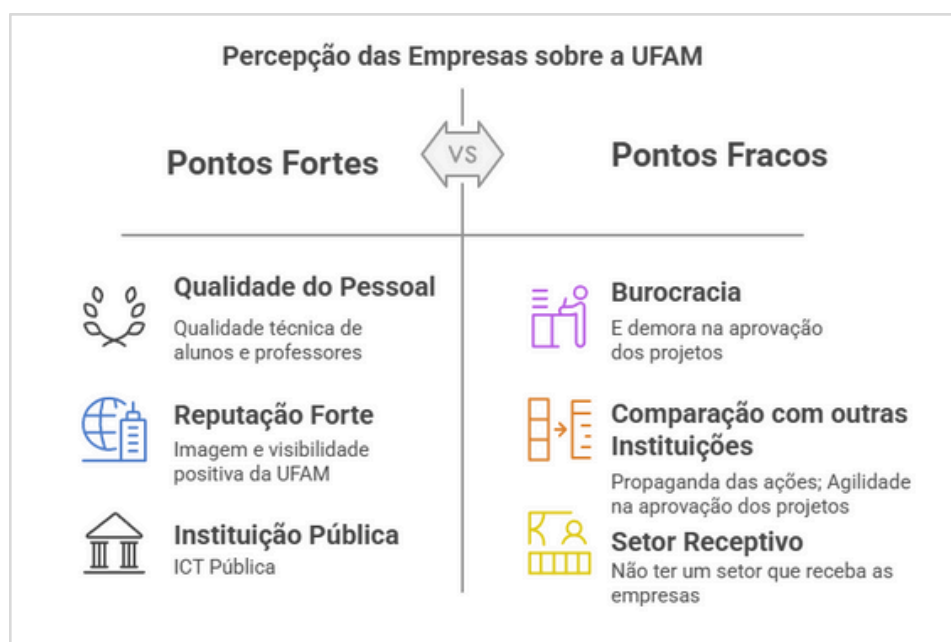 Percepção das Empresas sobre a UFAM
VS
Pontos Fortes
Qualidade do Pessoal
Qualidade técnica de
alunos e professores
Reputação Forte
Imagem e visibilidade
positiva da UFAM
Instituição Pública
ICT Pública
Pontos Fracos
Burocracia
E demora na aprovação
dos projetos
Comparação com outras
Instituições
Propaganda das ações; Agilidade
na aprovação dos projetos
Setor Receptivo
Não ter um setor que receba as
empresas